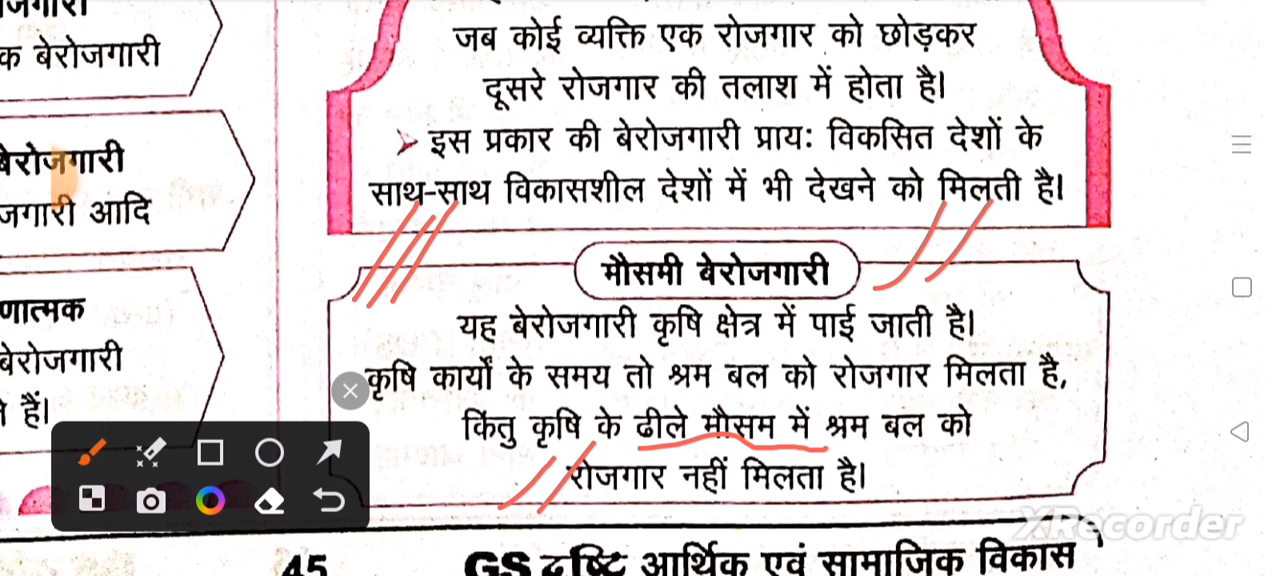 क बेरोजगारी
बेरोजगारी
जगारी आदि
णात्मक
बेरोजगारी
हैं।
जब कोई व्यक्ति एक रोजगार को छोड़कर
दूसरे रोजगार की तलाश में होता है।
➢ इस प्रकार की बेरोजगारी प्रायः विकसित देशों के
साथ-साथ विकासशील देशों में भी देखने को मिलती है।
मौसमी बेरोजगारी
यह बेरोजगारी कृषि क्षेत्र में पाई जाती है।
कृषि कार्यों के समय तो श्रम बल को रोजगार मिलता है,
किंतु कृषि के ढीले मौसम में श्रम बल को
रोजगार नहीं मिलता है।
XRecorder
45 GS दृष्टि आर्थिक एवं सामाजिक विकास